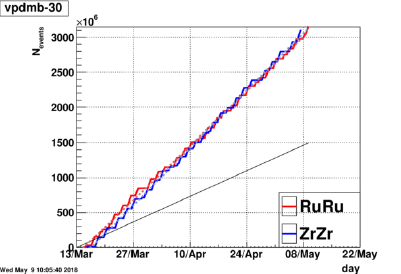 vpdmb-30
×10⁶
N_events
3000
2500
2000
1500
1000
500
0
RuRu
ZrZr
13/Mar 27/Mar 10/Apr 24/Apr 08/May 22/May
day
Wed May 9 10:05:40 2018